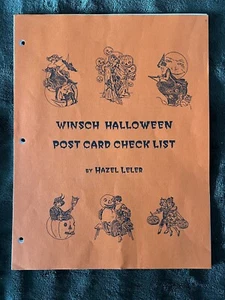 WINSCH HALLOWEEN
POST CARD CHECK LIST
BY HAZEL LELER